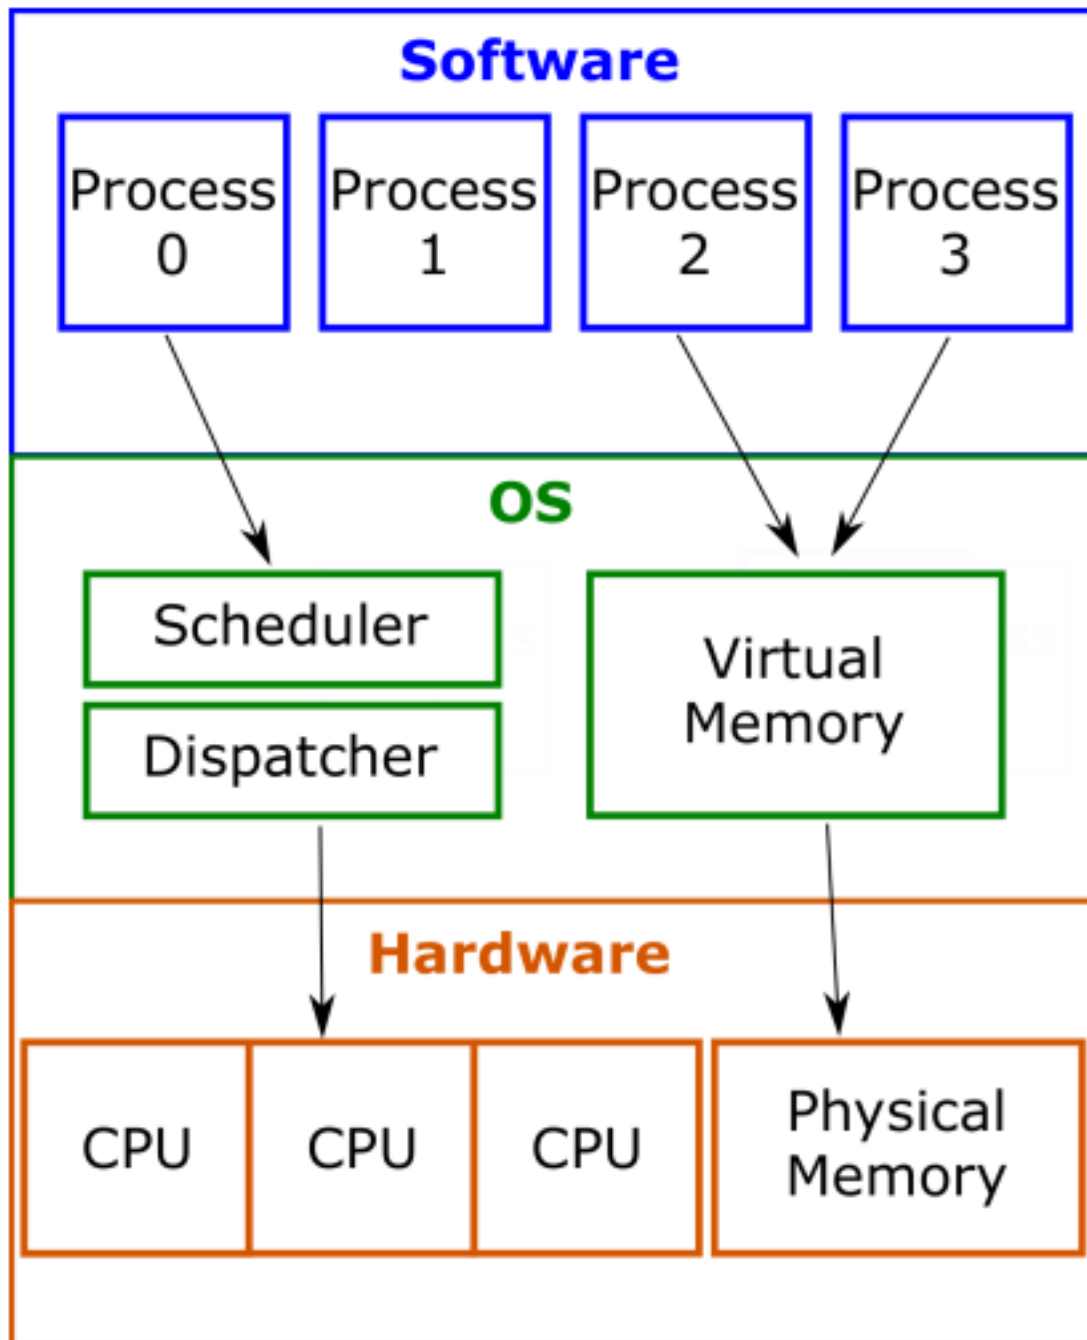 Software
Process
0
Process
1
Process
2
Process
3
OS
Scheduler
Dispatcher
Virtual
Memory
Hardware
CPU
CPU
CPU
Physical
Memory